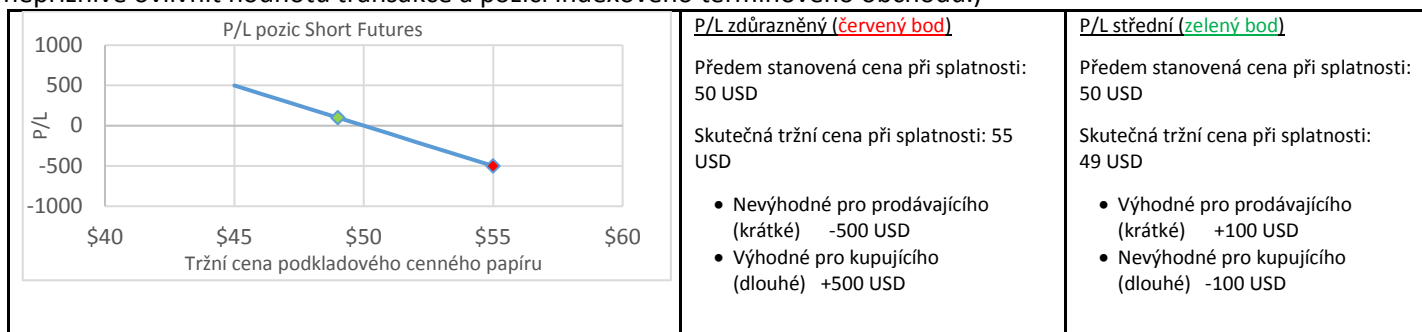 nepříznivě ovlivnit hodnotu transakce a pozici indexového termínového obchodu.)
P/L pozic Short Futures
1000
500
0
-500
-1000
P/L
$40 $45 $50 $55 $60
Tržní cena podkladového cenného papíru
P/L zdůrazněný (červený bod)
Předem stanovená cena při splatnosti:
50 USD
Skutečná tržní cena při splatnosti: 55
USD
• Nevýhodné pro prodávajícího
(krátké) -500 USD
• Výhodné pro kupujícího
(dlouhé) +500 USD
P/L střední (zelený bod)
Předem stanovená cena při splatnosti:
50 USD
Skutečná tržní cena při splatnosti:
49 USD
• Výhodné pro prodávajícího
(krátké) +100 USD
• Nevýhodné pro kupujícího
(dlouhé) -100 USD